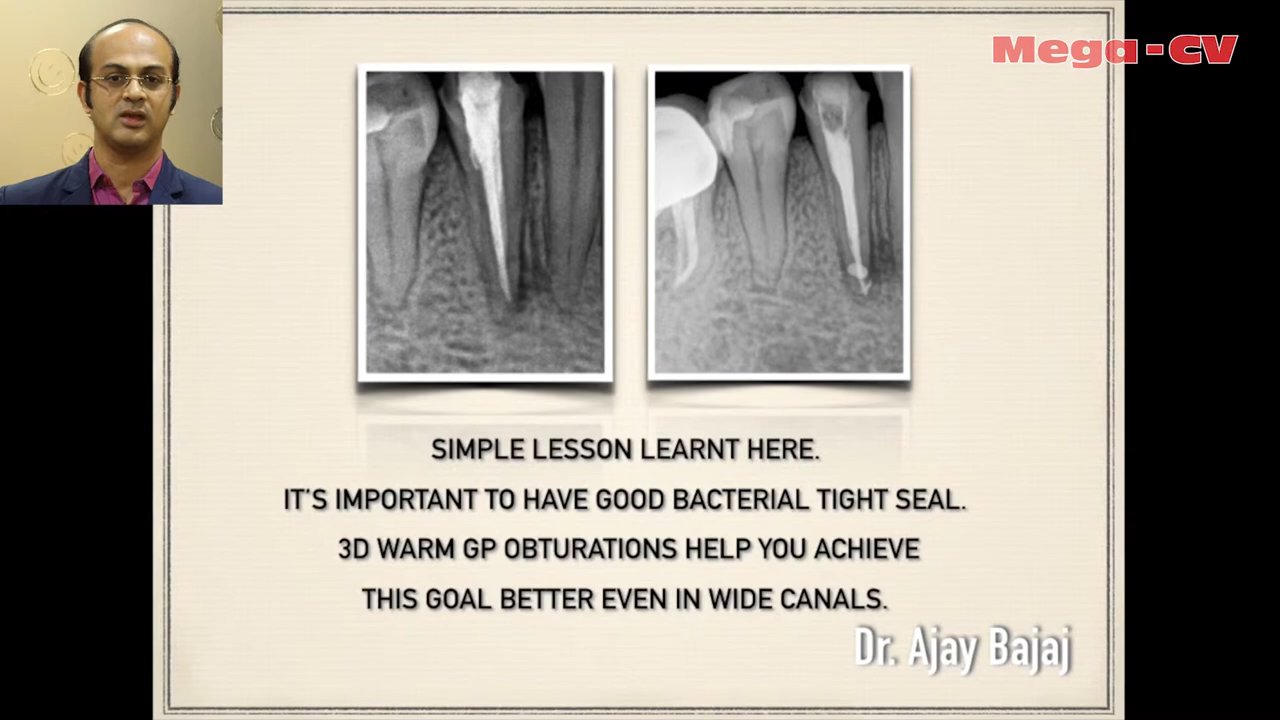 Mega-CV
SIMPLE LESSON LEARNT HERE.
IT'S IMPORTANT TO HAVE GOOD BACTERIAL TIGHT SEAL.
3D WARM GP OBTURATIONS HELP YOU ACHIEVE
THIS GOAL BETTER EVEN IN WIDE CANALS.
Dr. Ajay Bajaj